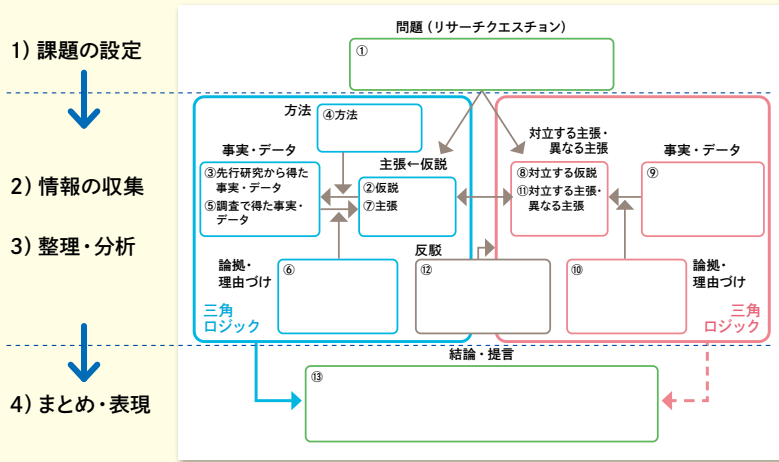 1) 課題の設定
2) 情報の収集
3) 整理・分析
4) まとめ・表現
問題(リサーチクエスチョン)
①
方法
④方法
事実・データ
③先行研究から得た
事実・データ
⑤調査で得た事実・
データ
主張←仮説
②仮説
⑦主張
論拠・
理由づけ
⑥
三角
ロジック
反駁
⑫
対立する主張・
異なる主張
⑧対立する仮説
⑪対立する主張・
異なる主張
事実・データ
⑨
⑩
論拠・
理由づけ
三角
ロジック
結論・提言
⑬